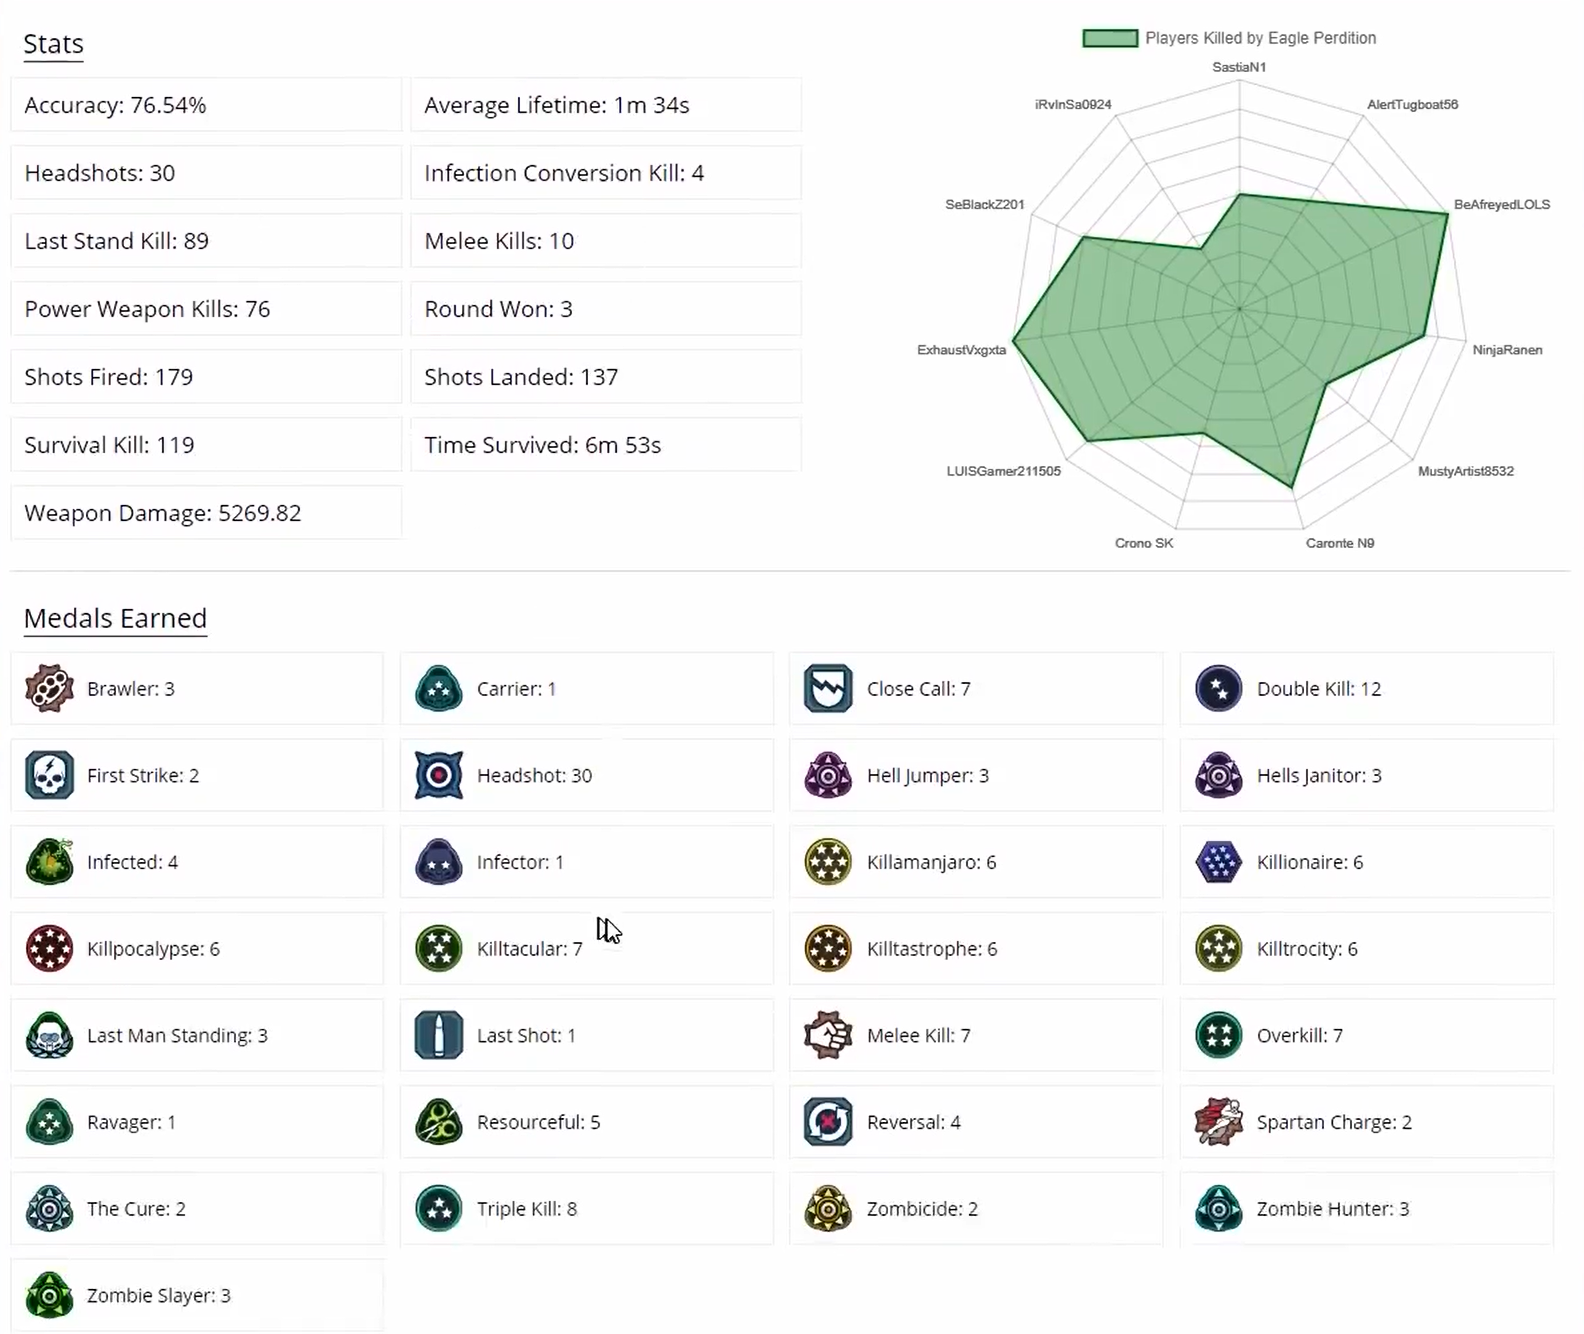 Stats
Accuracy: 76.54%
Average Lifetime: 1m 34s
Headshots: 30
Infection Conversion Kill: 4
Last Stand Kill: 89
Melee Kills: 10
Power Weapon Kills: 76
Round Won: 3
Shots Fired: 179
Shots Landed: 137
Survival Kill: 119
Time Survived: 6m 53s
Weapon Damage: 5269.82
Players Killed by Eagle Perdition
SastiaN1
iRvInSa0924
AlertTugboat56
SeBlackZ201
BeAfreyedLOLS
ExhaustVxgxta
NinjaRanen
LUISGamer211505
MustyArtist8532
Crono SK
Caronte N9
Medals Earned
Brawler: 3
Carrier: 1
Close Call: 7
Double Kill: 12
First Strike: 2
Headshot: 30
Hell Jumper: 3
Hells Janitor: 3
Infected: 4
Infector: 1
Killamanjaro: 6
Killionaire: 6
Killpocalypse: 6
Killtacular: 7
Killtastrophe: 6
Killtrocity: 6
Last Man Standing: 3
Last Shot: 1
Melee Kill: 7
Overkill: 7
Ravager: 1
Resourceful: 5
Reversal: 4
Spartan Charge: 2
The Cure: 2
Triple Kill: 8
Zombicide: 2
Zombie Hunter: 3
Zombie Slayer: 3